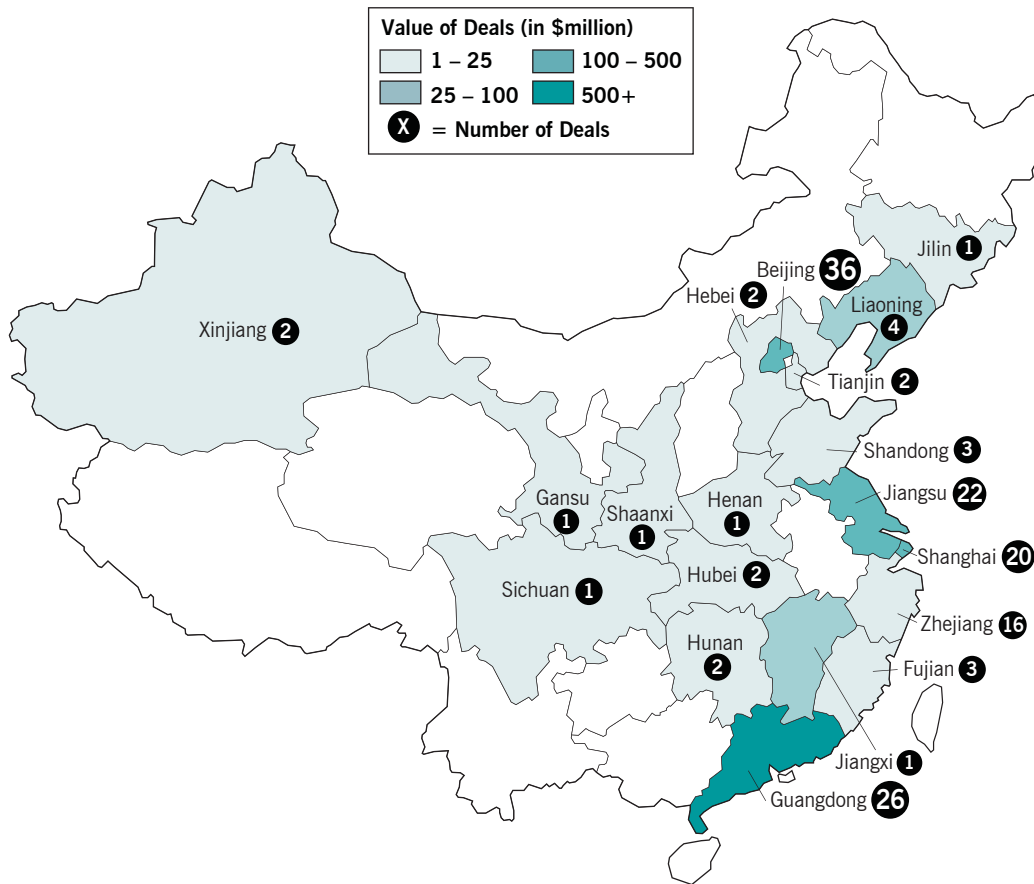 Value of Deals (in $million)
1 – 25
100 – 500
25 – 100
500+
X = Number of Deals
Jilin 1
Beijing 36
Hebei 2
Liaoning
4
Xinjiang 2
Tianjin 2
Shandong 3
Jiangsu 22
Gansu
1
Shaanxi
1
Henan
1
Shanghai 20
Hubei 2
Sichuan 1
Zhejiang 16
Hunan
2
Fujian 3
Jiangxi 1
Guangdong 26